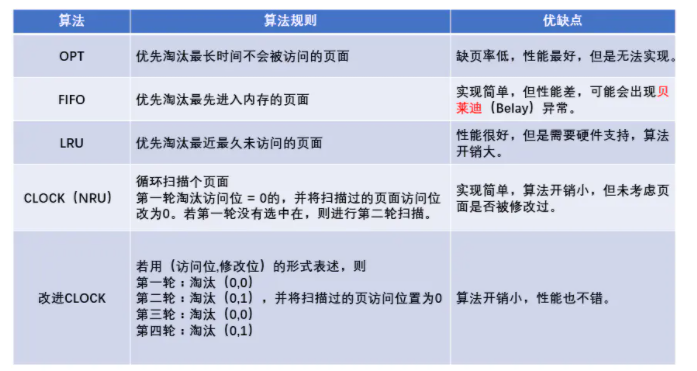 算法 算法规则 优缺点
OPT 优先淘汰最长时间不会被访问的页面 缺页率低，性能最好，但是无法实现。
FIFO 优先淘汰最先进入内存的页面 实现简单，但性能差，可能会出现贝
莱迪（Belay）异常。
LRU 优先淘汰最近最久未访问的页面 性能很好，但是需要硬件支持，算法
开销大。
CLOCK（NRU） 循环扫描个页面
第一轮淘汰访问位 = 0的，并将扫描过的页面访问位
改为0。若第一轮没有选中在，则进行第二轮扫描。
实现简单，算法开销小，但未考虑页
面是否被修改过。
改进CLOCK 若用（访问位,修改位）的形式表述，则
第一轮：淘汰（0,0）
第二轮：淘汰（0,1），并将扫描过的页访问位置为0
第三轮：淘汰（0,0）
第四轮：淘汰（0,1）
算法开销小，性能也不错。